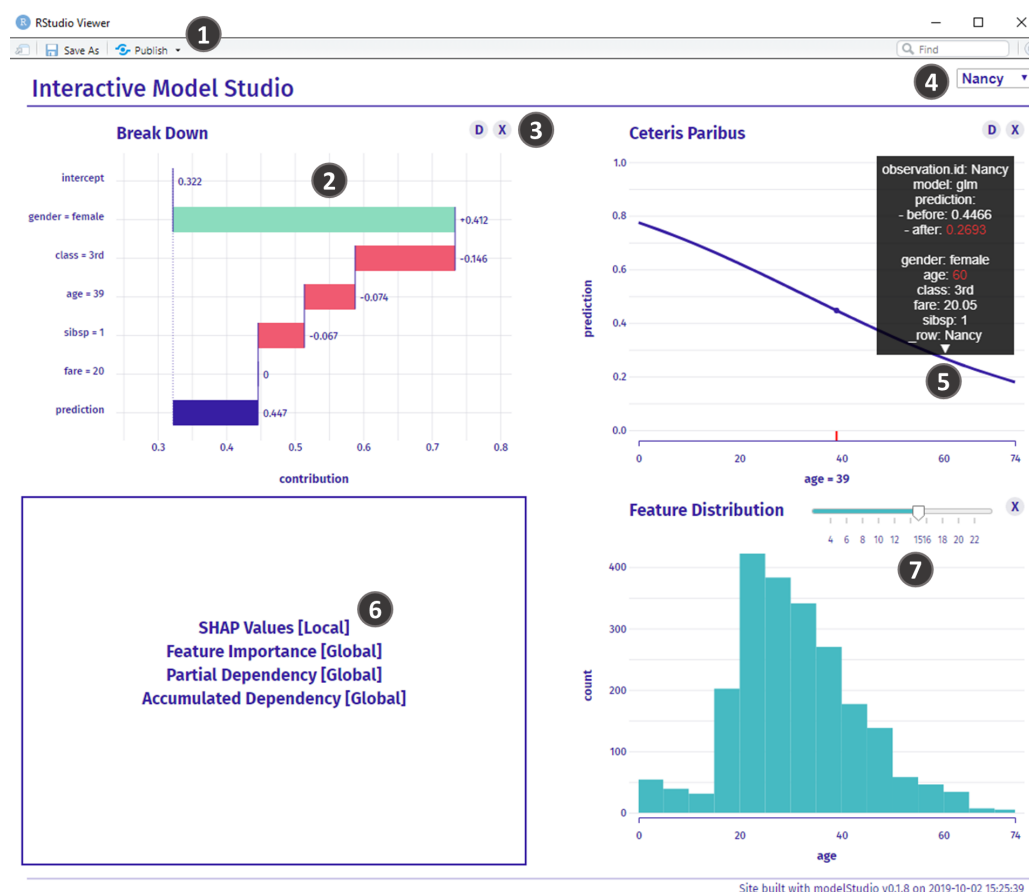 R RStudio Viewer
Save As Publish
1
Find
Interactive Model Studio
4
Nancy
Break Down
D X
3
intercept
0.322
2
gender = female
+0.412
class = 3rd
-0.146
age = 39
-0.074
sibsp = 1
-0.067
fare = 20
0
prediction
0.447
0.3 0.4 0.5 0.6 0.7 0.8
contribution
Ceteris Paribus
D X
1.0
0.8
0.6
0.4
0.2
0.0
prediction
observation.id: Nancy
model: glm
prediction:
- before: 0.4466
- after: 0.2693
gender: female
age: 60
class: 3rd
fare: 20.05
sibsp: 1
_row: Nancy
5
0 20 40 60 74
age = 39
6
SHAP Values [Local]
Feature Importance [Global]
Partial Dependency [Global]
Accumulated Dependency [Global]
Feature Distribution
X
4 6 8 10 12 1516 18 20 22
7
400
300
200
100
0
count
0 20 40 60 74
age
Site built with modelStudio v0.1.8 on 2019-10-02 15:25:39